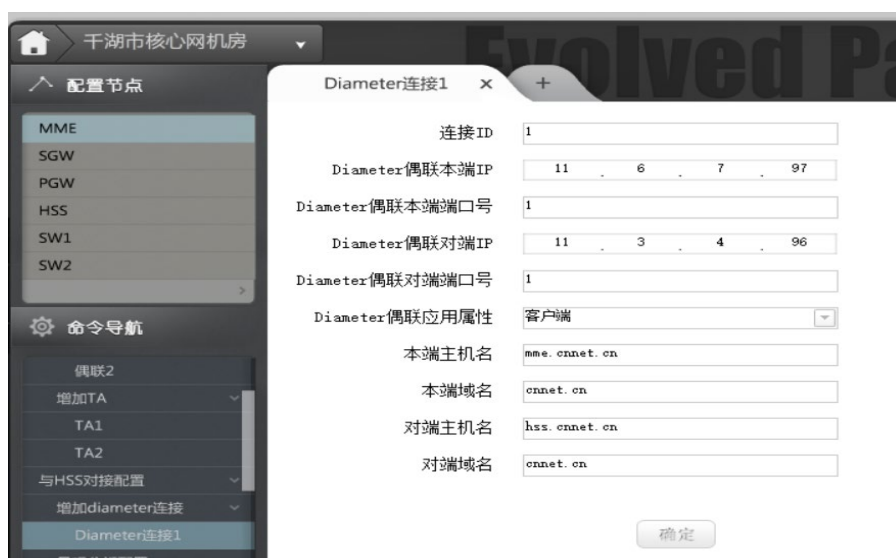 千湖市核心网机房
Evolved Pa
配置节点
MME
SGW
PGW
HSS
SW1
SW2
命令导航
偶联2
增加TA
TA1
TA2
与HSS对接配置
增加diameter连接
Diameter连接1
Diameter连接1 × +
连接ID 1
Diameter偶联本端IP 11 . 6 . 7 . 97
Diameter偶联本端端口号 1
Diameter偶联对端IP 11 . 3 . 4 . 96
Diameter偶联对端端口号 1
Diameter偶联应用属性 客户端
本端主机名 mme.cnnet.cn
本端域名 cnnet.cn
对端主机名 hss.cnnet.cn
对端域名 cnnet.cn
确定